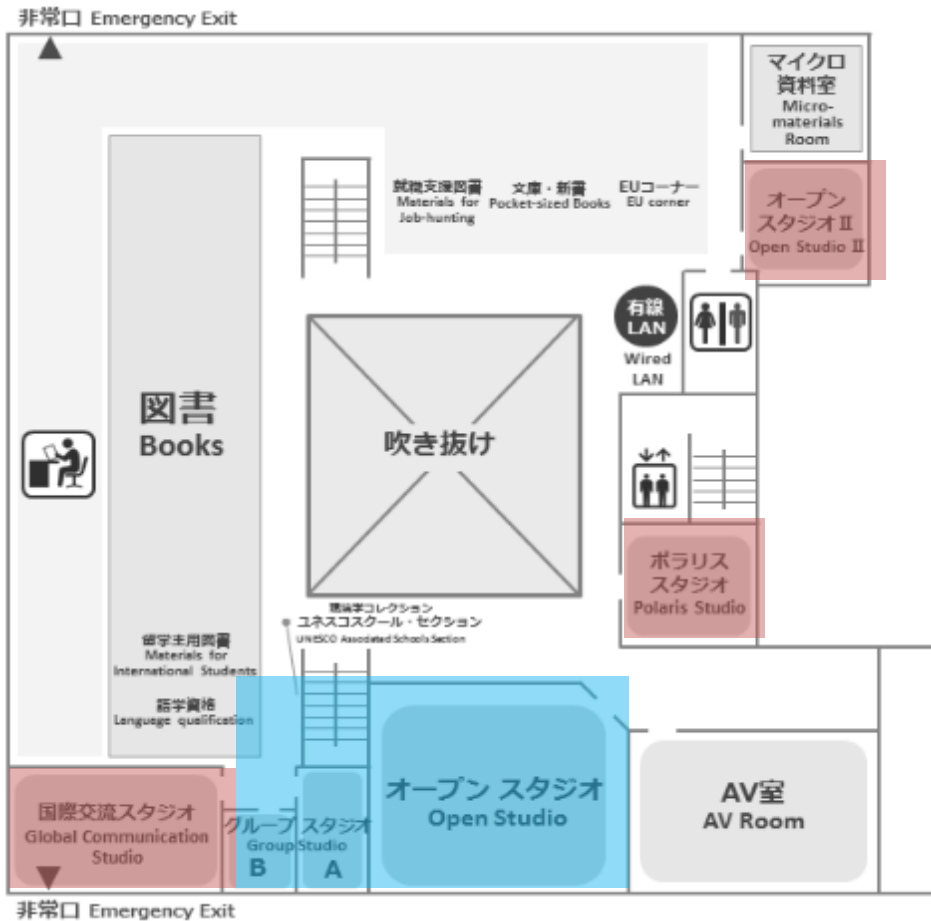 非常口 Emergency Exit
マイクロ
資料室
Micro-
materials
Room
就職支援図書
Materials for
Job-hunting
文庫・新書
Pocket-sized Books
EUコーナー
EU corner
オープン
スタジオⅡ
Open Studio Ⅱ
有線
LAN
Wired
LAN
図書
Books
吹き抜け
ポラリス
スタジオ
Polaris Studio
コレクション
ユネスコスクール・セクション
UNESCO Associated Schools Section
留学生用図書
Materials for
International Students
語学資格
Language qualification
国際交流スタジオ
Global Communication
Studio
グループ スタジオ
Group Studio
B
A
オープン スタジオ
Open Studio
AV室
AV Room
非常口 Emergency Exit